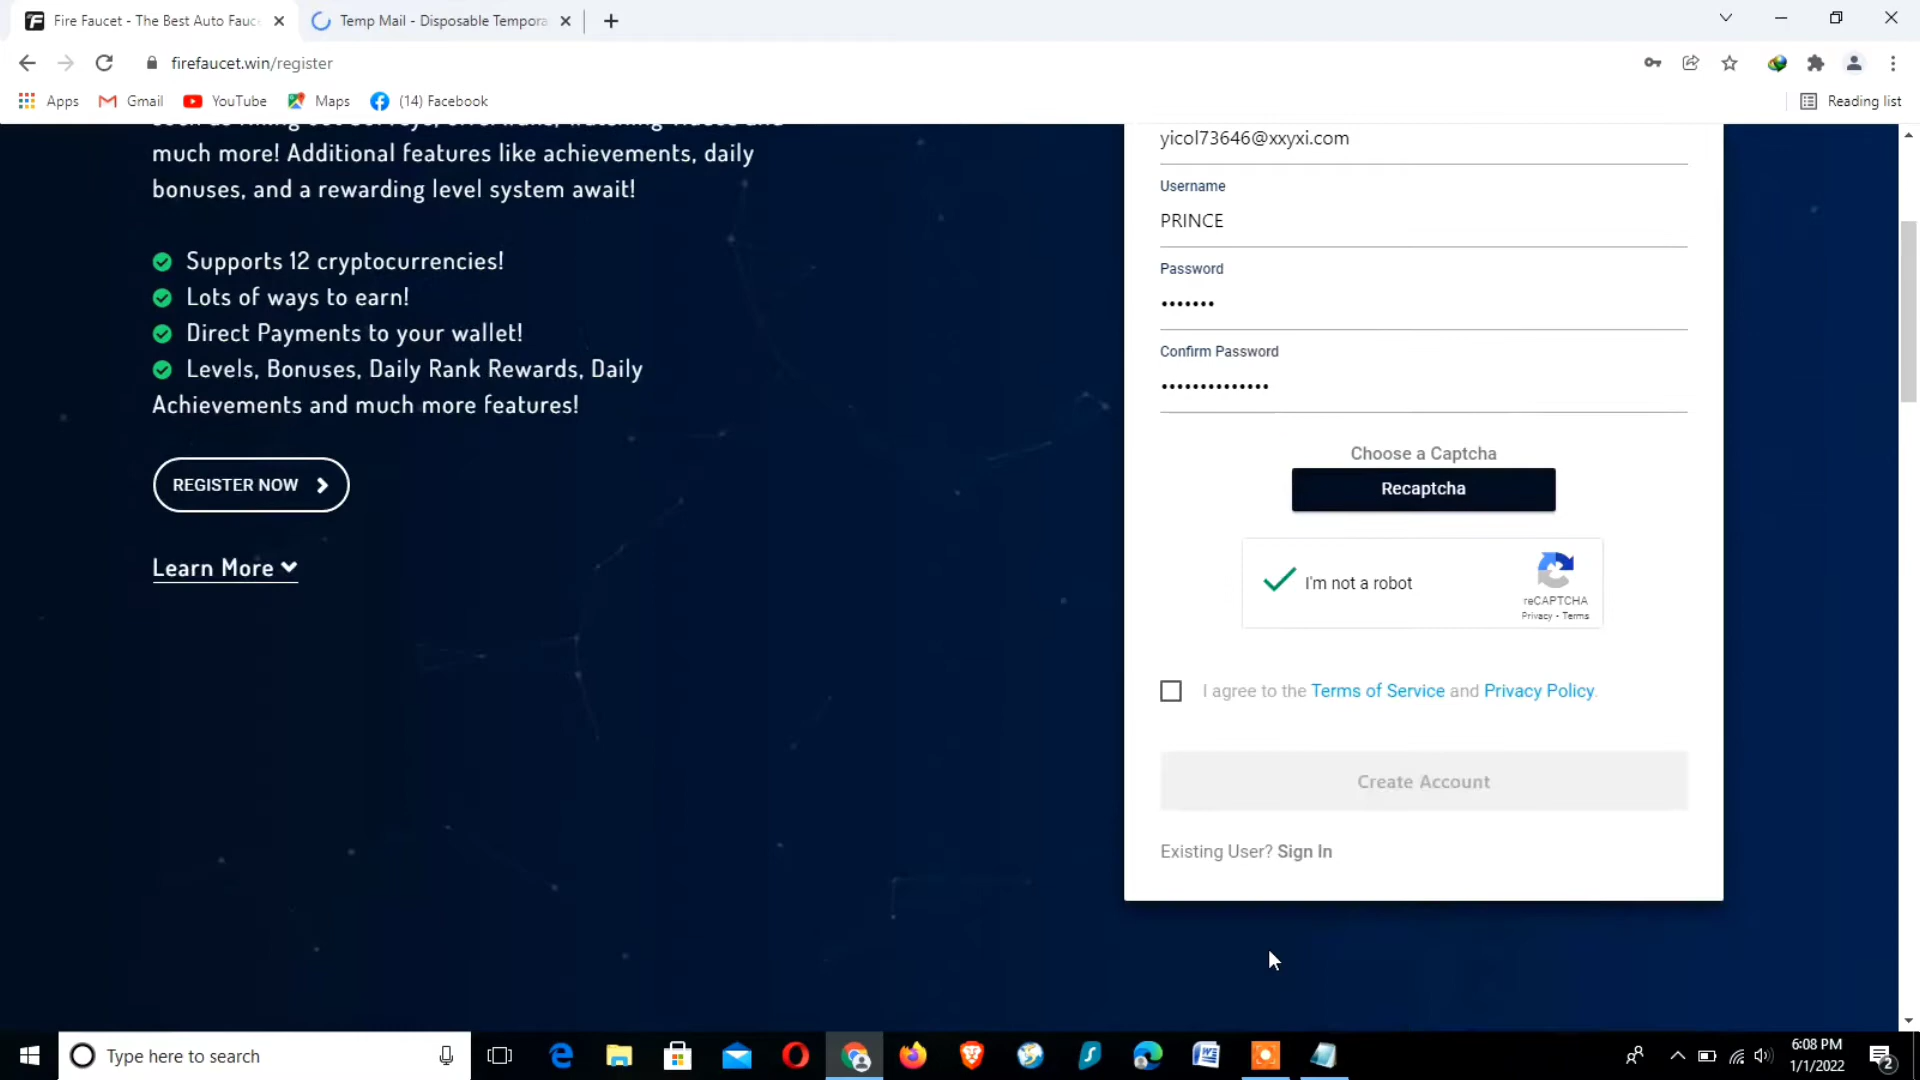 Fire Faucet - The Best Auto Fauc
Temp Mail - Disposable Tempora
firefaucet.win/register
Apps
Gmail
YouTube
Maps
(14) Facebook
Reading list
much more! Additional features like achievements, daily
bonuses, and a rewarding level system await!
Supports 12 cryptocurrencies!
Lots of ways to earn!
Direct Payments to your wallet!
Levels, Bonuses, Daily Rank Rewards, Daily
Achievements and much more features!
REGISTER NOW
Learn More
yicol73646@xxyxi.com
Username
PRINCE
Password
•••••••
Confirm Password
••••••••••••••
Choose a Captcha
Recaptcha
I'm not a robot
reCAPTCHA
Privacy - Terms
I agree to the Terms of Service and Privacy Policy.
Create Account
Existing User? Sign In
Type here to search
6:08 PM
1/1/2022
2